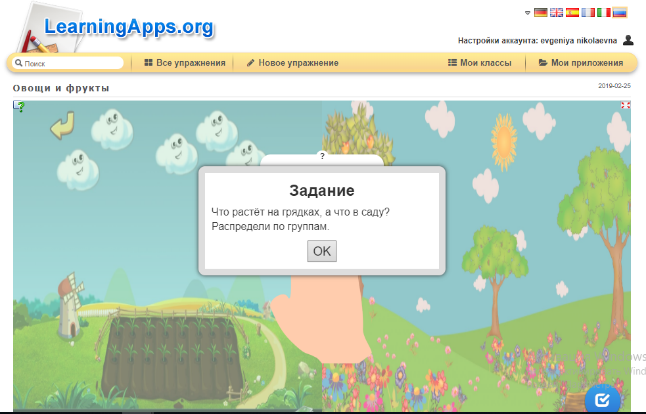 LearningApps.org
Настройки аккаунта: evgeniya nikolaevna
Поиск
Все упражнения
Новое упражнение
Мои классы
Мои приложения
Овощи и фрукты
2019-02-25
?
?
Задание
Что растёт на грядках, а что в саду?
Распредели по группам.
OK